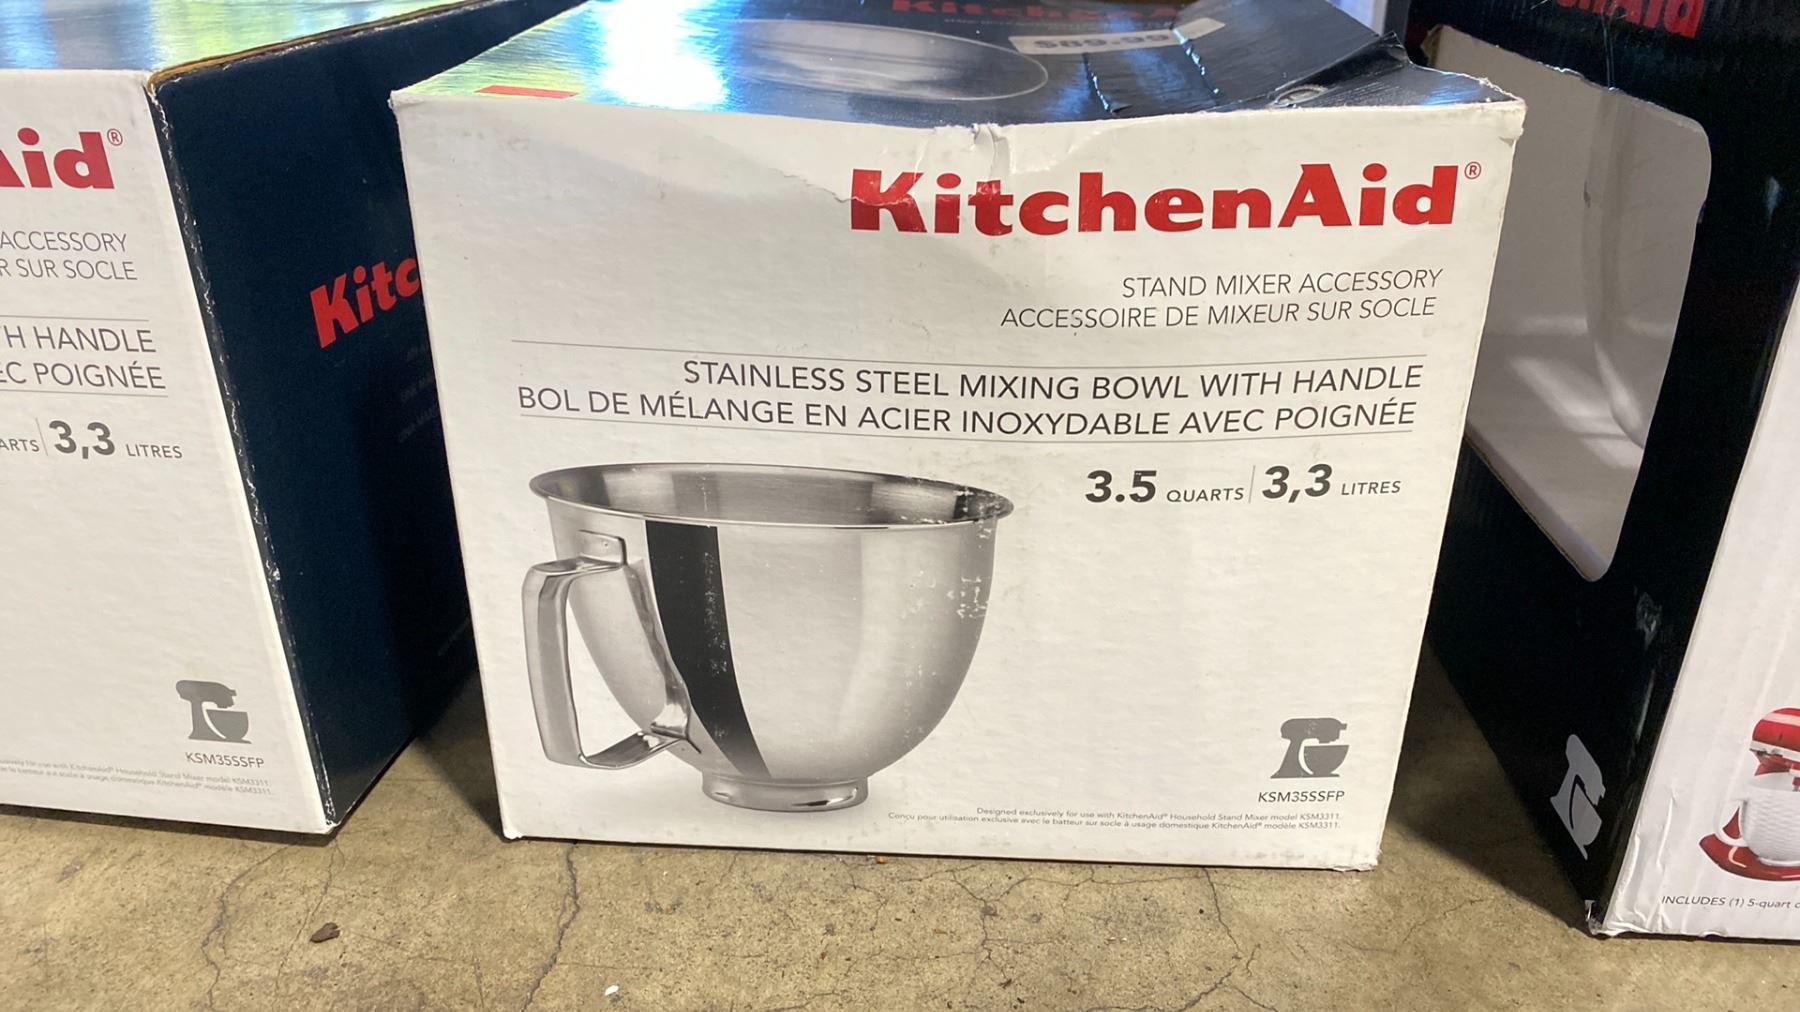 Aid®
ACCESSORY
R SUR SOCLE
H HANDLE
EC POIGNÉE
ARTS 3,3 LITRES
KSM35SSFP
Kitc
KitchenAid
$89.99
KitchenAid®
STAND MIXER ACCESSORY
ACCESSOIRE DE MIXEUR SUR SOCLE
STAINLESS STEEL MIXING BOWL WITH HANDLE
BOL DE MÉLANGE EN ACIER INOXYDABLE AVEC POIGNÉE
3.5 QUARTS 3,3 LITRES
KSM35SSFP
Designed exclusively for use with KitchenAid® Household Stand Mixer model KSM3311.
Conçu pour utilisation exclusive avec le batteur sur socle à usage domestique KitchenAid® modèle KSM3311.
INCLUDES (1) 5-quart